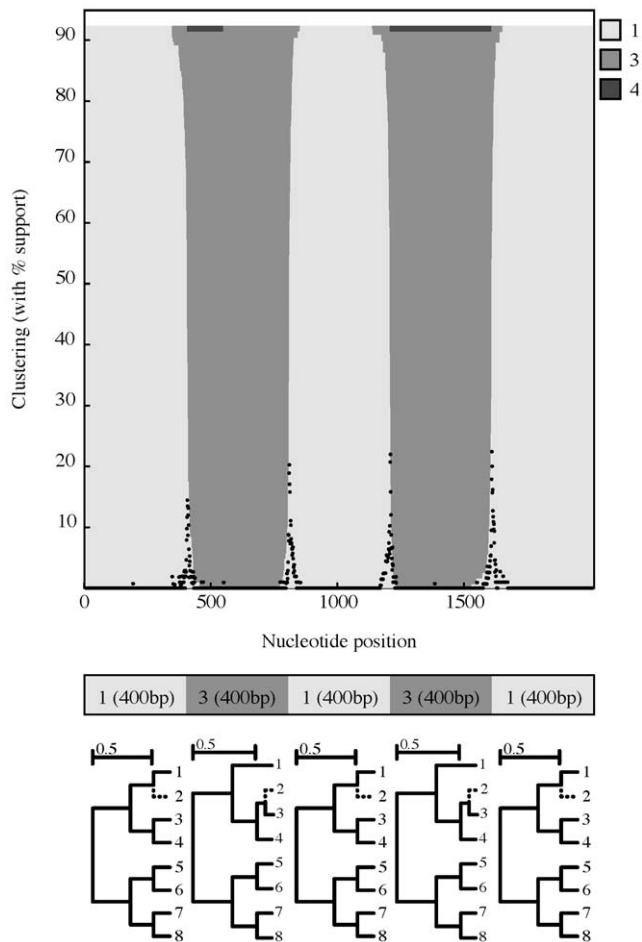 90
80
70
60
50
40
30
20
10
Clustering (with % support)
1
3
4
0 500 1000 1500
Nucleotide position
1 (400bp) 3 (400bp) 1 (400bp) 3 (400bp) 1 (400bp)
0.5 0.5 0.5 0.5 0.5
1 1 1 1 1
2 2 2 2 2
3 3 3 3 3
4 4 4 4 4
5 5 5 5 5
6 6 6 6 6
7 7 7 7 7
8 8 8 8 8